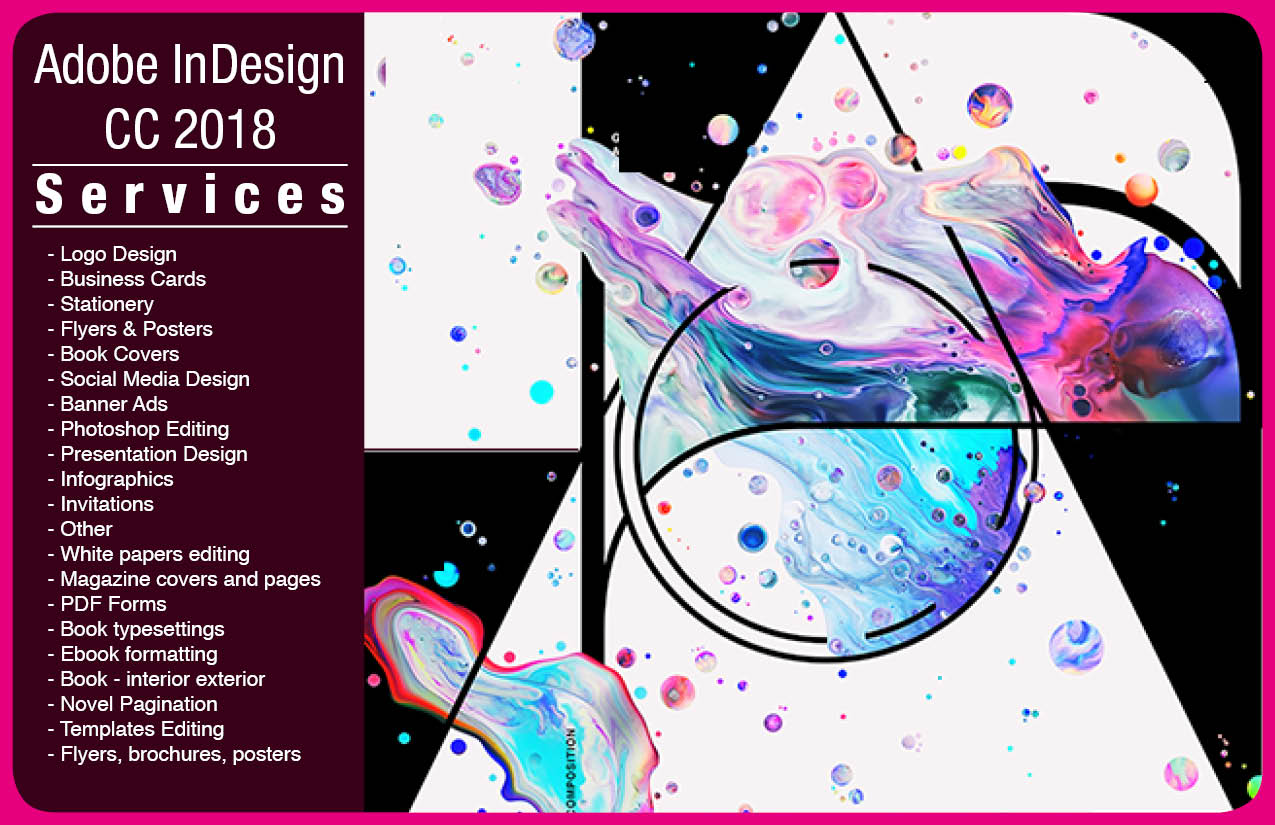 Adobe InDesign
CC 2018
Services
- Logo Design
- Business Cards
- Stationery
- Flyers & Posters
- Book Covers
- Social Media Design
- Banner Ads
- Photoshop Editing
- Presentation Design
- Infographics
- Invitations
- Other
- White papers editing
- Magazine covers and pages
- PDF Forms
- Book typesettings
- Ebook formatting
- Book - interior exterior
- Novel Pagination
- Templates Editing
- Flyers, brochures, posters
COMPOSITION